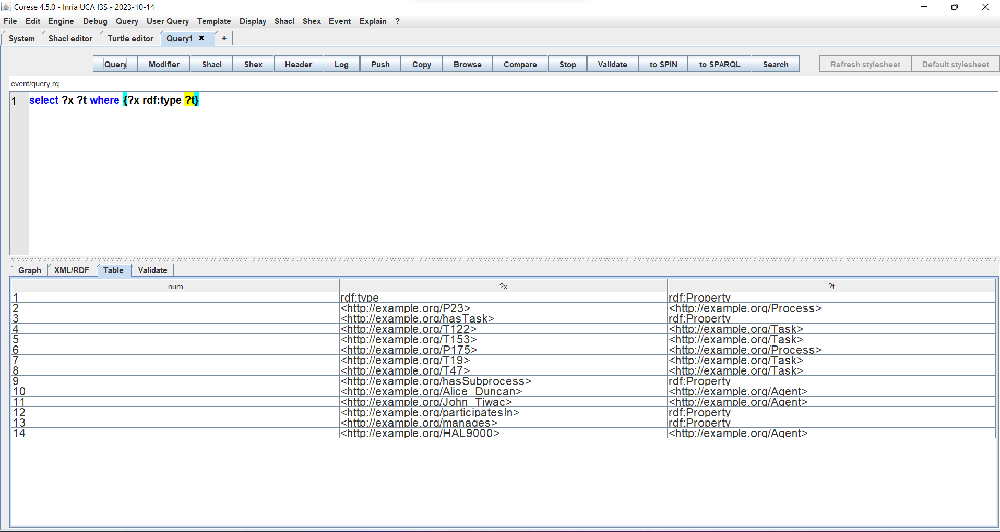 Corese 4.5.0 - Inria UCA I3S - 2023-10-14
File Edit Engine Debug Query User Query Template Display Shacl Shex Event Explain ?
System Shacl editor Turtle editor Query1 × +
Query Modifier Shacl Shex Header Log Push Copy Browse Compare Stop Validate to SPIN to SPARQL Search Refresh stylesheet Default stylesheet
event/query.rq
1 select ?x ?t where {?x rdf:type ?t}
Graph XML/RDF Table Validate
num ?x ?t
1 rdf:type rdf:Property
2 <http://example.org/P23> <http://example.org/Process>
3 <http://example.org/hasTask> rdf:Property
4 <http://example.org/T122> <http://example.org/Task>
5 <http://example.org/T153> <http://example.org/Task>
6 <http://example.org/P175> <http://example.org/Process>
7 <http://example.org/T19> <http://example.org/Task>
8 <http://example.org/T47> <http://example.org/Task>
9 <http://example.org/hasSubprocess> rdf:Property
10 <http://example.org/Alice_Duncan> <http://example.org/Agent>
11 <http://example.org/John_Tiwac> <http://example.org/Agent>
12 <http://example.org/participatesIn> rdf:Property
13 <http://example.org/manages> rdf:Property
14 <http://example.org/HAL9000> <http://example.org/Agent>